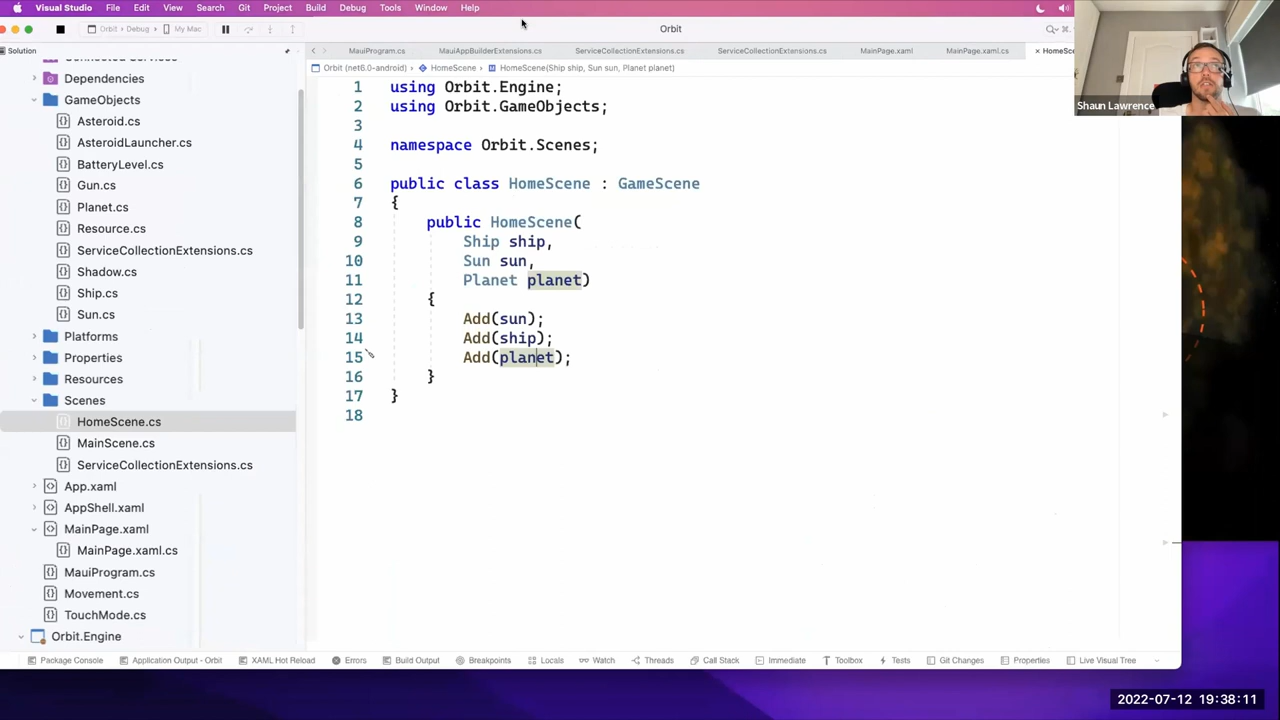 Visual Studio File Edit View Search Git Project Build Debug Tools Window Help
Orbit › Debug › My Mac
Orbit
Solution
MauiProgram.cs MauiAppBuilderExtensions.cs ServiceCollectionExtensions.cs ServiceCollectionExtensions.cs MainPage.xaml MainPage.xaml.cs × HomeSce
Orbit (net6.0-android) HomeScene HomeScene(Ship ship, Sun sun, Planet planet)
Shaun Lawrence
Connected Services
Dependencies
GameObjects
Asteroid.cs
AsteroidLauncher.cs
BatteryLevel.cs
Gun.cs
Planet.cs
Resource.cs
ServiceCollectionExtensions.cs
Shadow.cs
Ship.cs
Sun.cs
Platforms
Properties
Resources
Scenes
HomeScene.cs
MainScene.cs
ServiceCollectionExtensions.cs
App.xaml
AppShell.xaml
MainPage.xaml
MainPage.xaml.cs
MauiProgram.cs
Movement.cs
TouchMode.cs
Orbit.Engine
1 using Orbit.Engine;
2 using Orbit.GameObjects;
3
4 namespace Orbit.Scenes;
5
6 public class HomeScene : GameScene
7 {
8 public HomeScene(
9 Ship ship,
10 Sun sun,
11 Planet planet)
12 {
13 Add(sun);
14 Add(ship);
15 Add(planet);
16 }
17 }
18
Package Console Application Output - Orbit XAML Hot Reload Errors Build Output Breakpoints Locals Watch Threads Call Stack Immediate Toolbox Tests Git Changes Properties Live Visual Tree
2022-07-12 19:38:11